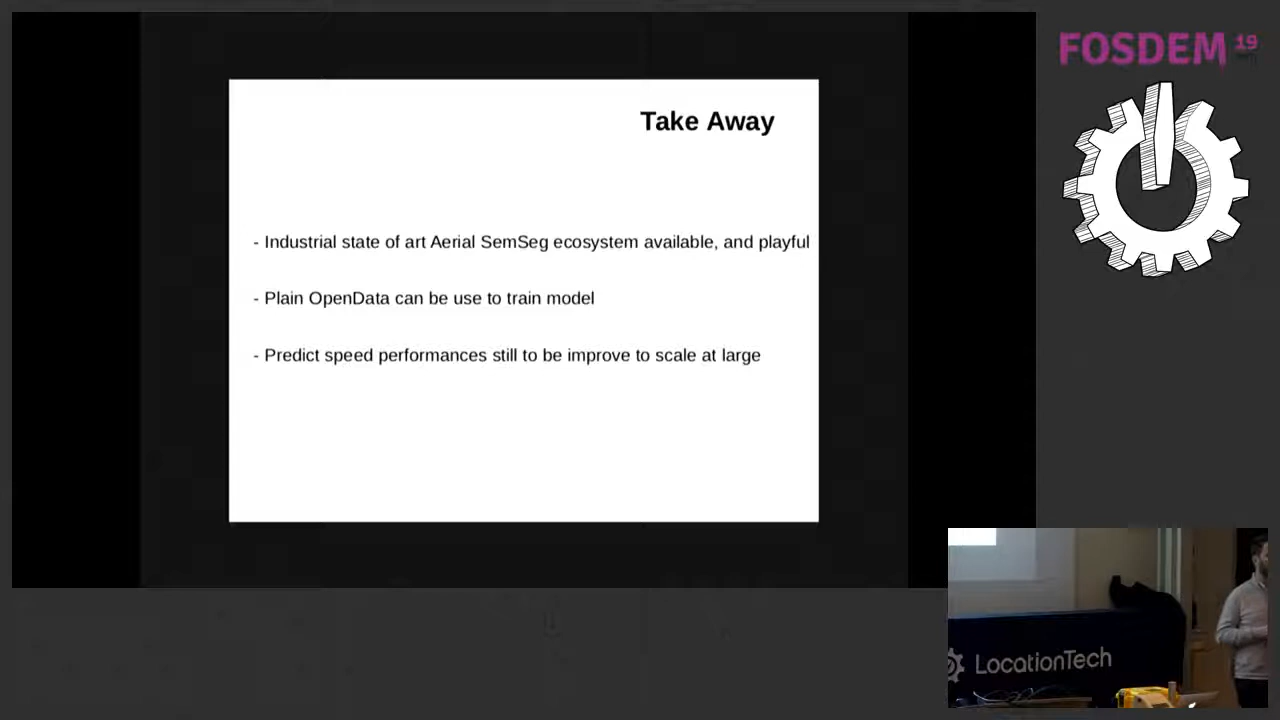 FOSDEM 19
Take Away
- Industrial state of art Aerial SemSeg ecosystem available, and playful
- Plain OpenData can be use to train model
- Predict speed performances still to be improve to scale at large
LocationTech